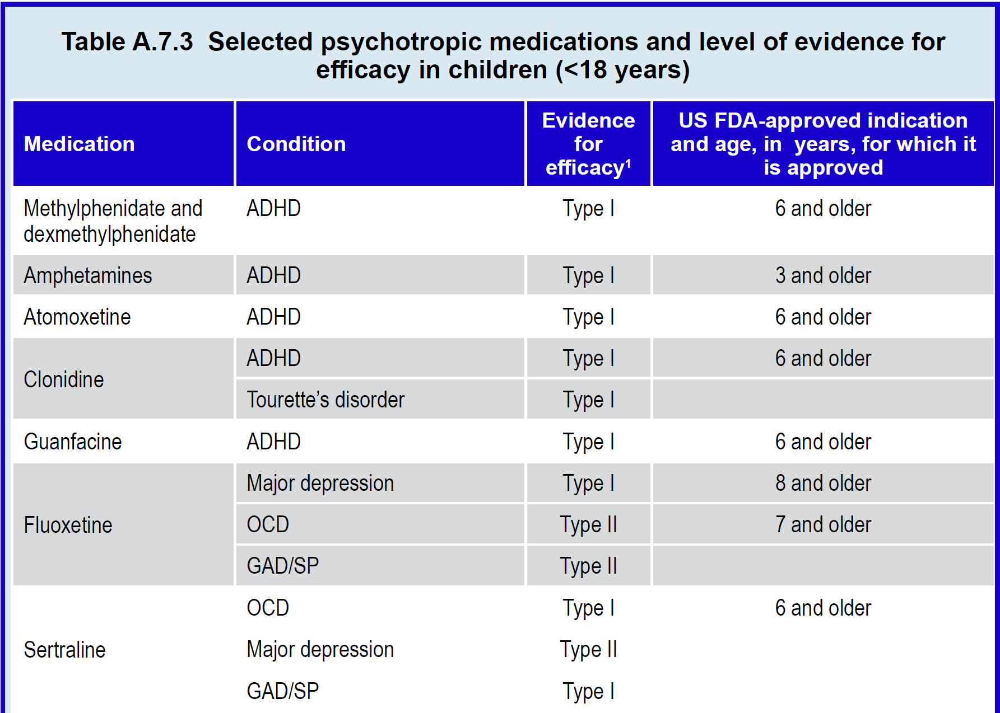 Table A.7.3  Selected psychotropic medications and level of evidence for
efficacy in children (<18 years)
Medication
Condition
Evidence
for
efficacy¹
US FDA-approved indication
and age, in  years, for which it
is approved
Methylphenidate and
dexmethylphenidate
ADHD
Type I
6 and older
Amphetamines
ADHD
Type I
3 and older
Atomoxetine
ADHD
Type I
6 and older
Clonidine
ADHD
Type I
6 and older
Tourette’s disorder
Type I
Guanfacine
ADHD
Type I
6 and older
Fluoxetine
Major depression
Type I
8 and older
OCD
Type II
7 and older
GAD/SP
Type II
Sertraline
OCD
Type I
6 and older
Major depression
Type II
GAD/SP
Type I